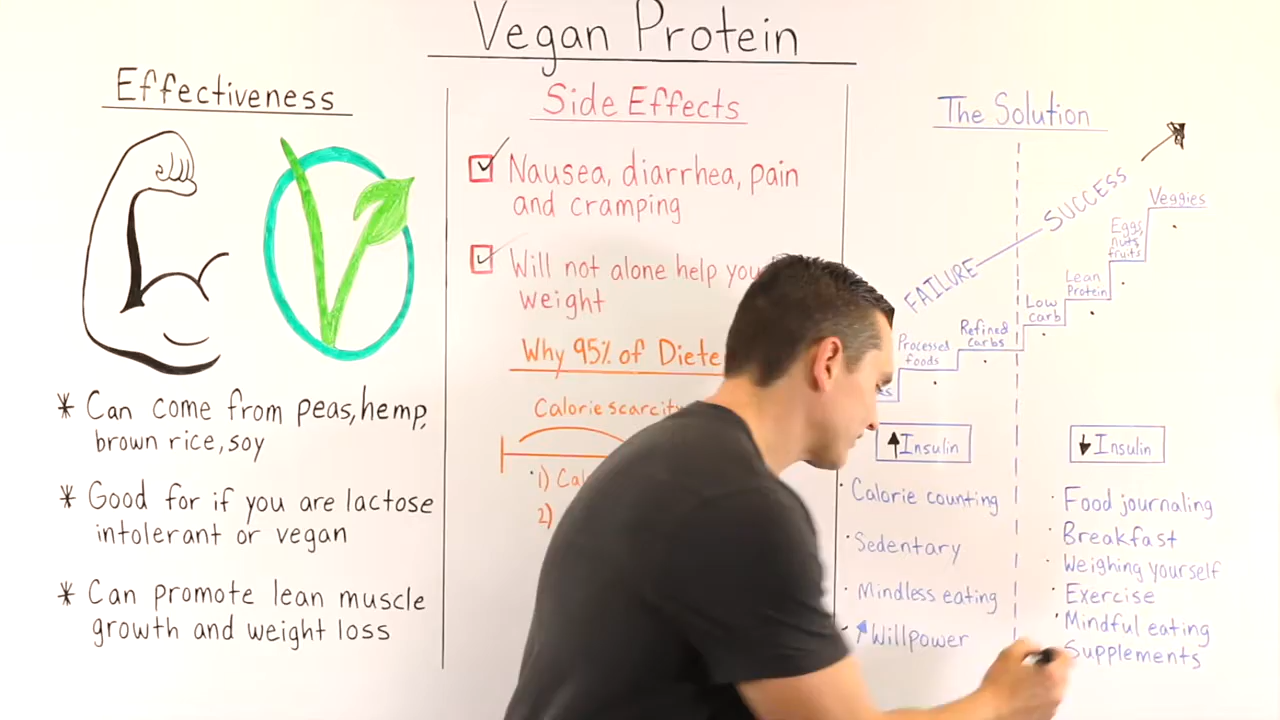 Vegan Protein
Effectiveness
* Can come from peas, hemp,
brown rice, soy
* Good for if you are lactose
intolerant or vegan
* Can promote lean muscle
growth and weight loss
Side Effects
Nausea, diarrhea, pain
and cramping
Will not alone help you
weight
Why 95% of
Calorie scarcity
1)
2)
The Solution
FAILURE
SUCCESS
Processed
foods
Refined
carbs
Low
carb
Lean
Protein
Eggs,
nuts,
fruits
Veggies
↑ Insulin
· Calorie counting
· Sedentary
· Mindless eating
· ↑ Willpower
↓ Insulin
· Food journaling
· Breakfast
· Weighing yourself
· Exercise
· Mindful eating
Supplements